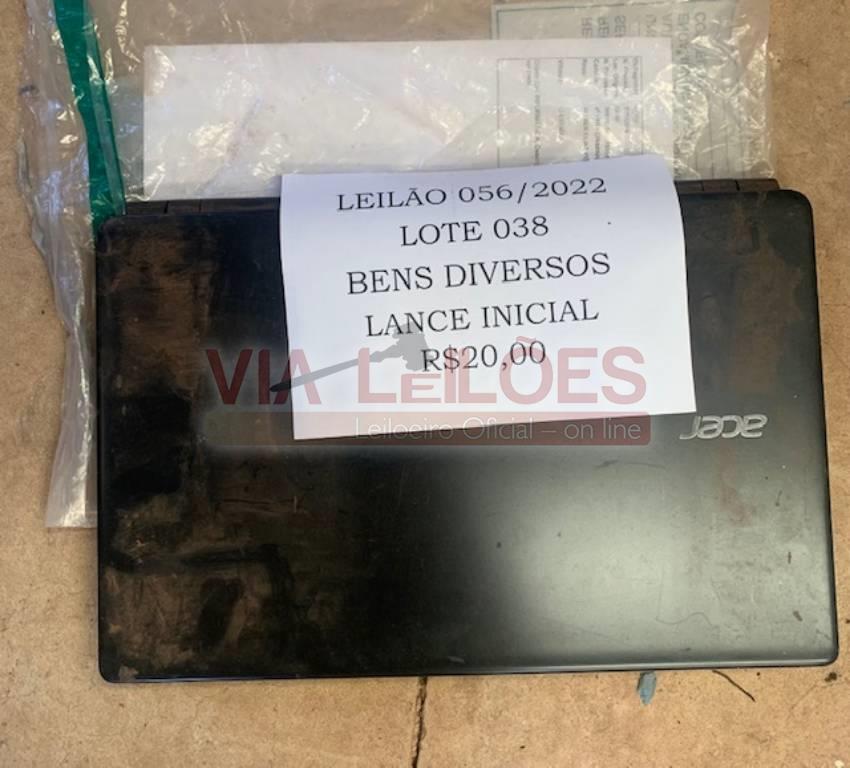 LEILÃO 056/2022
LOTE 038
BENS DIVERSOS
LANCE INICIAL
R$20,00
VIA LEILÕES
Leiloeiro Oficial – on line
acer